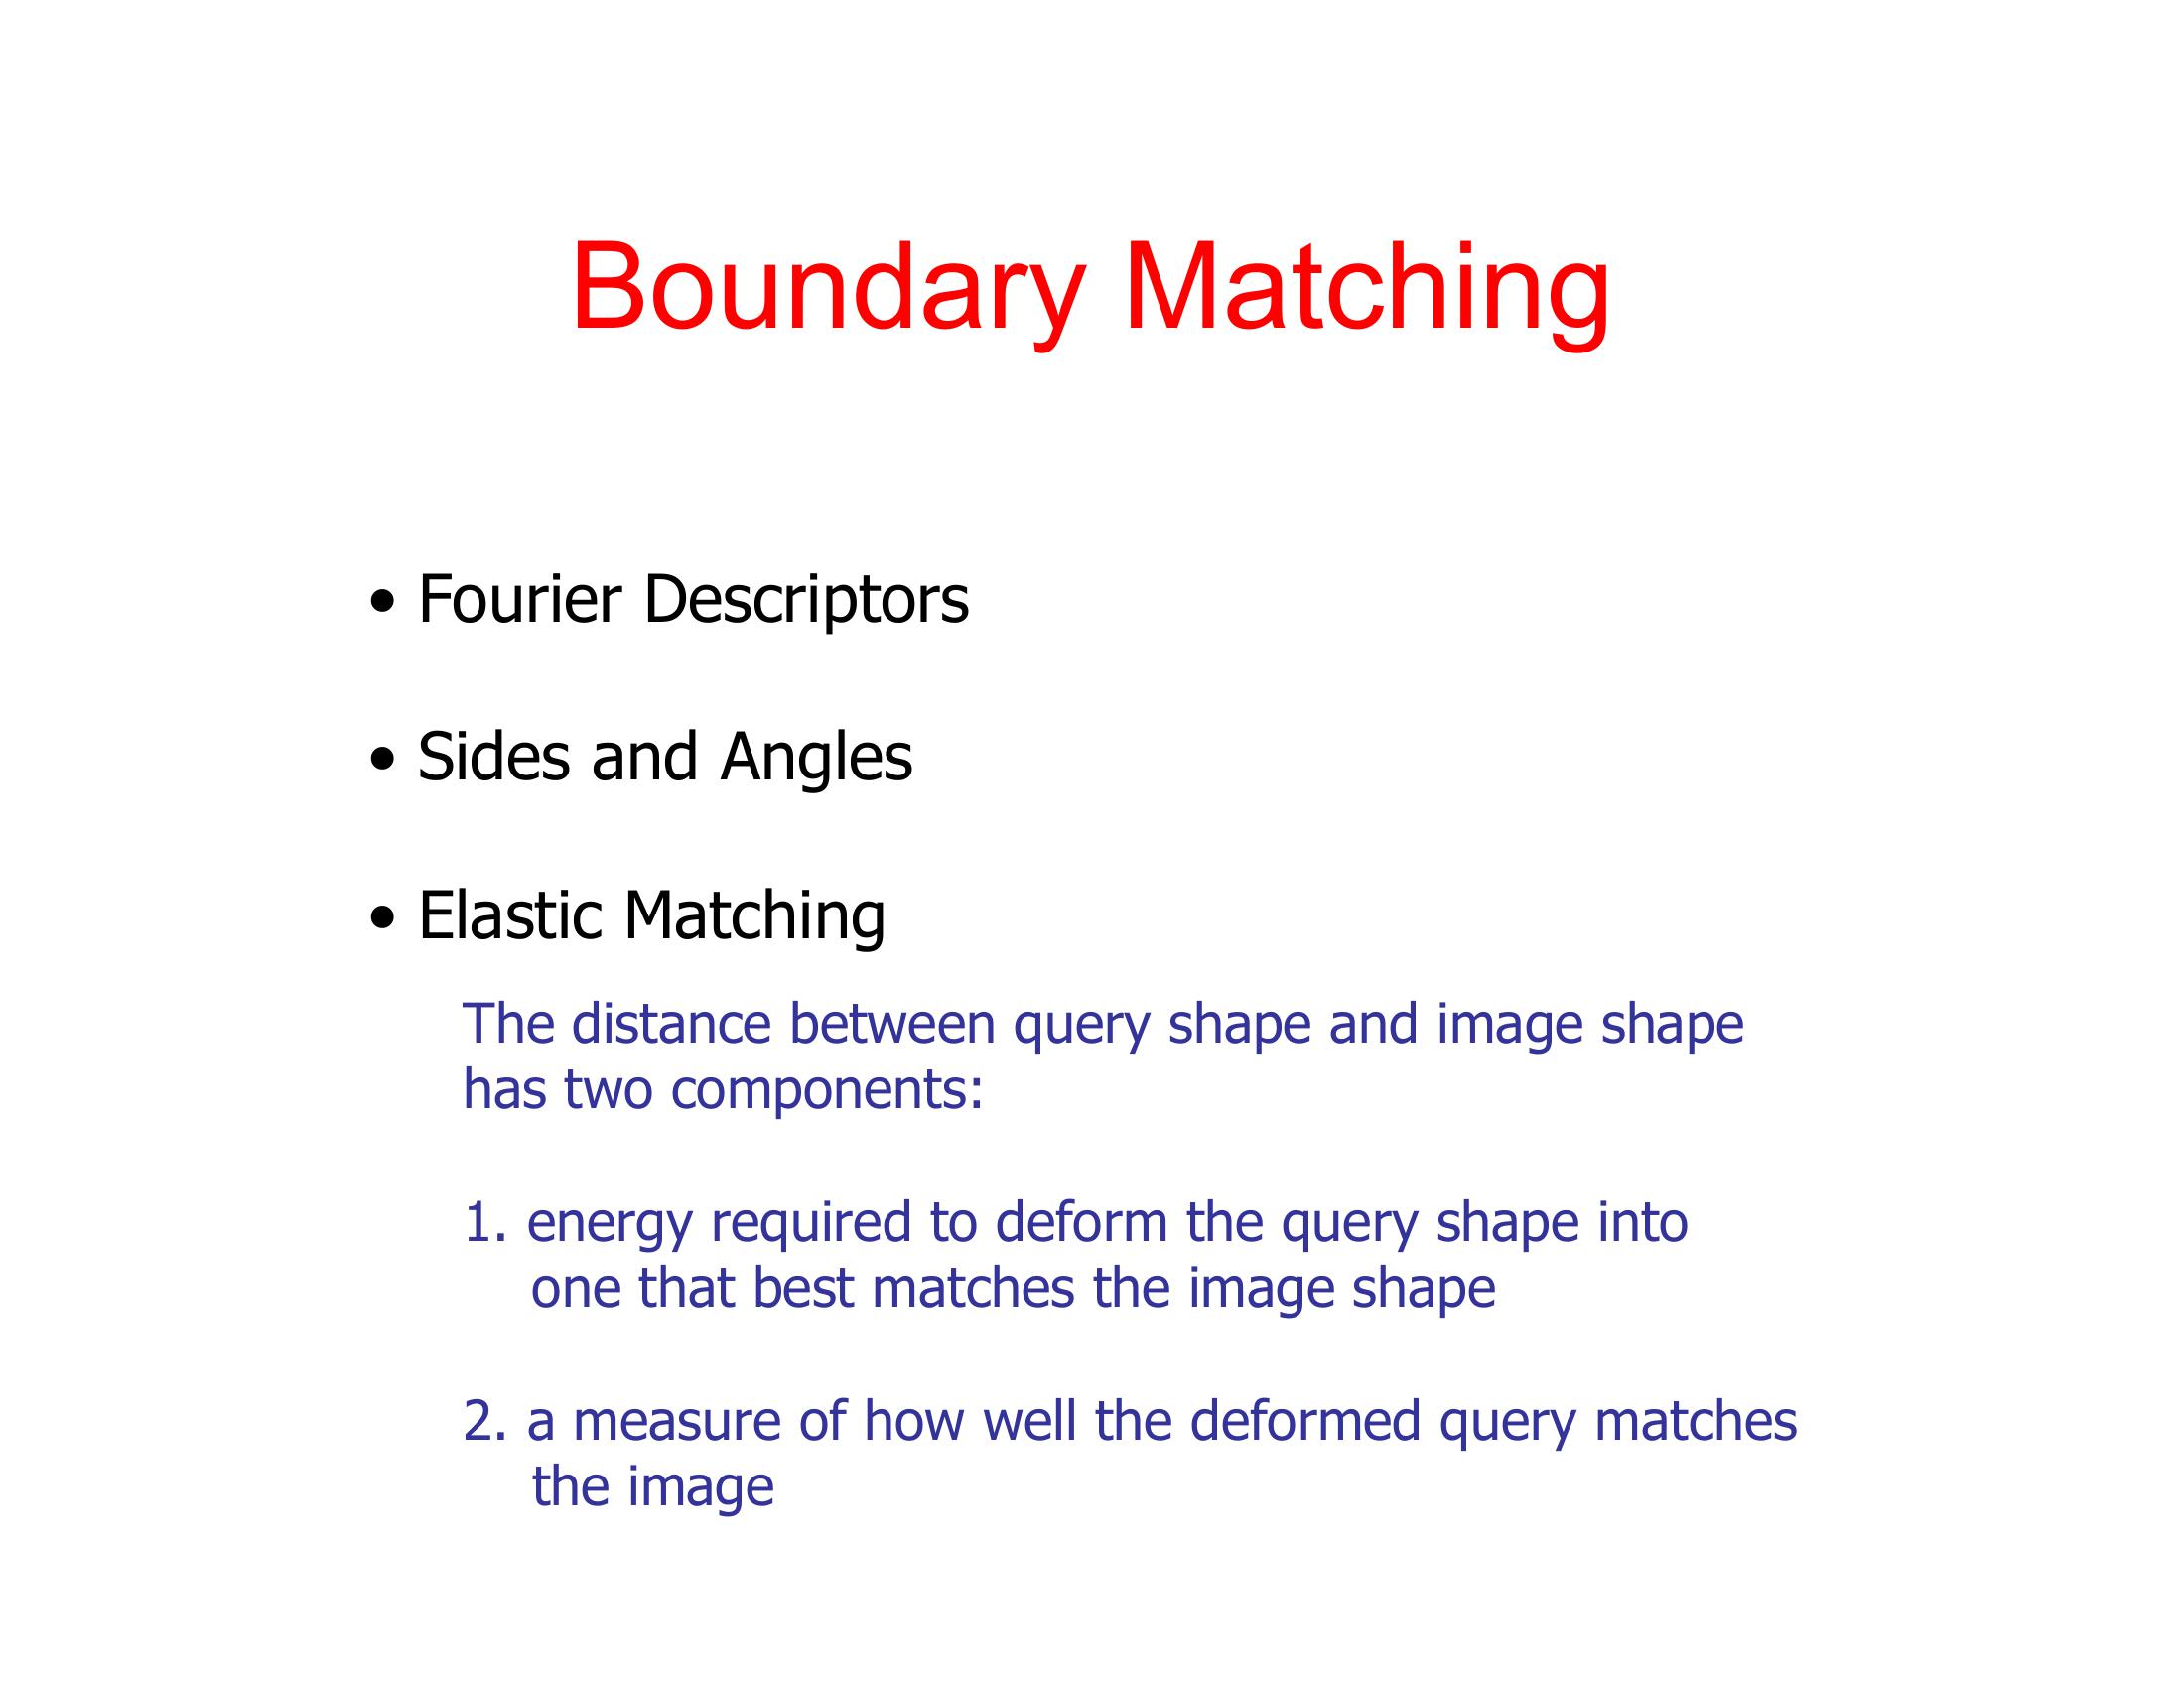 Boundary Matching
• Fourier Descriptors
• Sides and Angles
• Elastic Matching
The distance between query shape and image shape
has two components:
1. energy required to deform the query shape into
one that best matches the image shape
2. a measure of how well the deformed query matches
the image